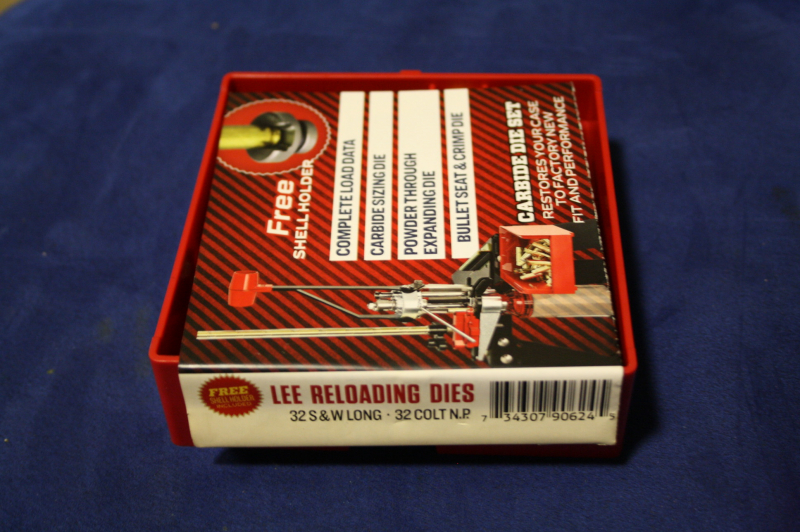 Free
SHELL HOLDER
COMPLETE LOAD DATA
CARBIDE SIZING DIE
POWDER THROUGH
EXPANDING DIE
BULLET SEAT & CRIMP DIE
CARBIDE DIE SET
RESTORES YOUR CASE
TO FACTORY NEW
FIT AND PERFORMANCE
FREE
SHELL HOLDER
INCLUDED
LEE RELOADING DIES
32 S&W LONG · 32 COLT N.P.
7 34307 90624 3